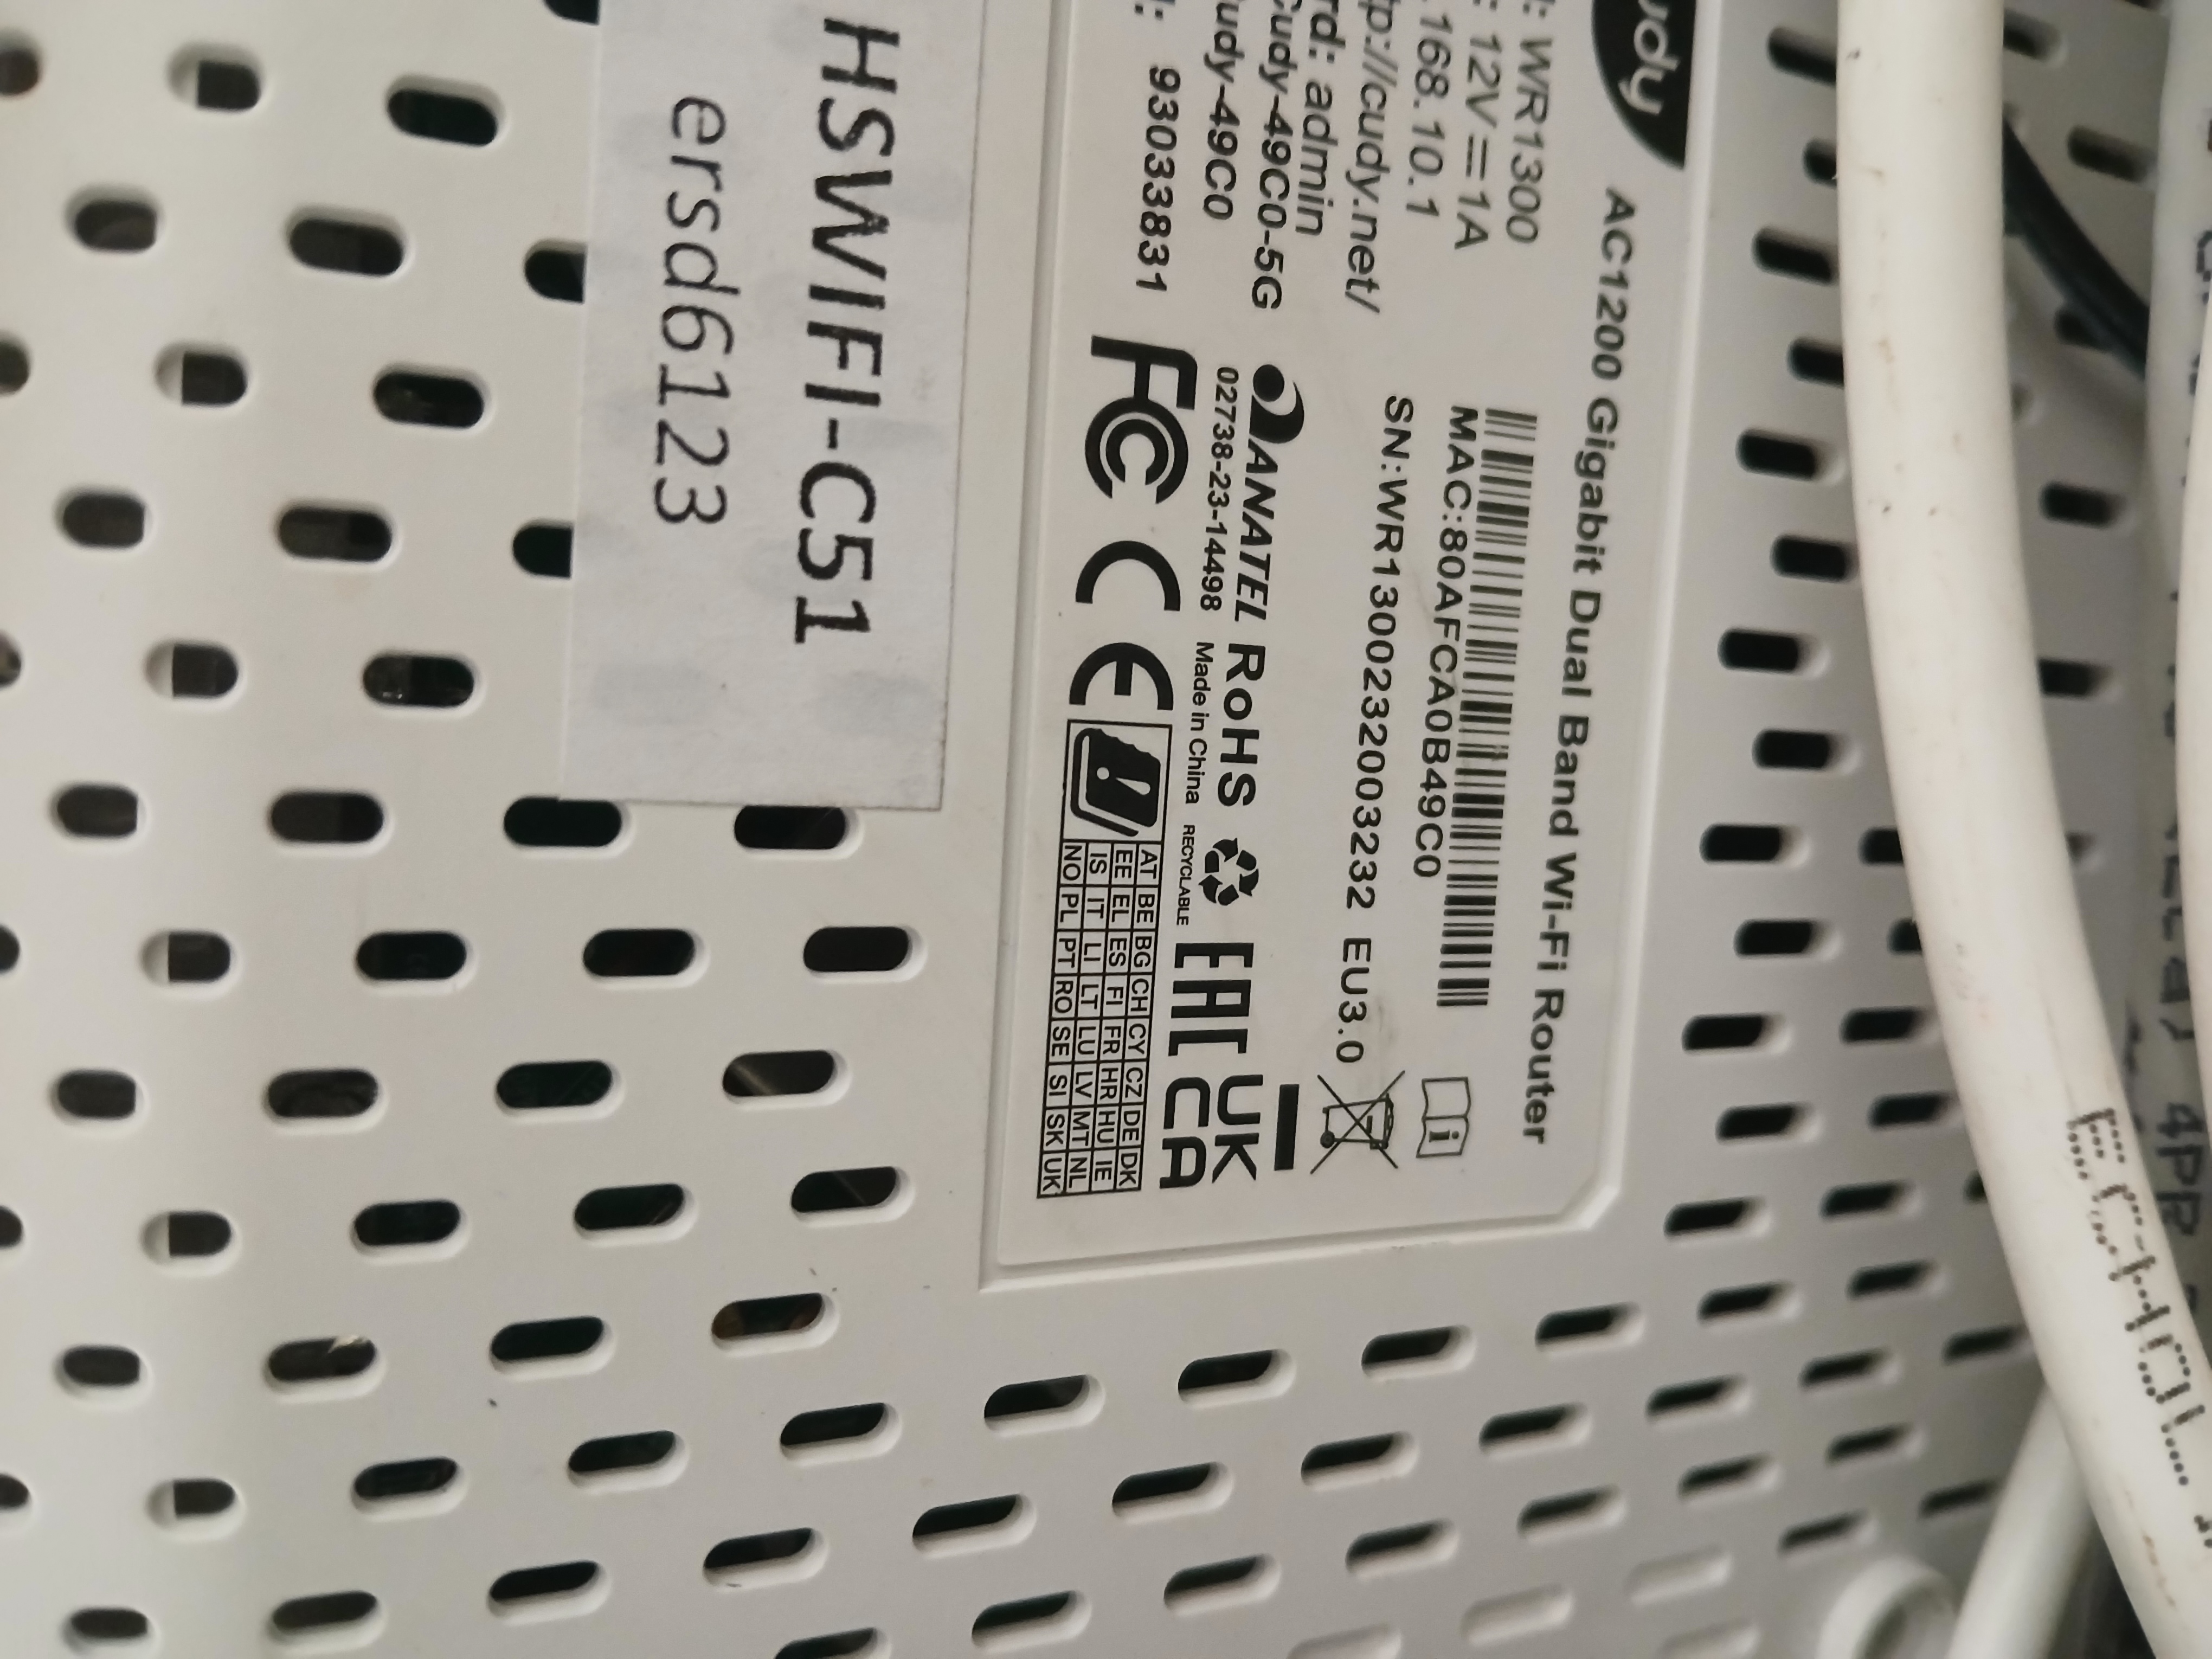 udy
AC1200 Gigabit Dual Band Wi-Fi Router
: WR1300
: 12V⎓1A
.168.10.1
p://cudy.net/
rd: admin
Cudy-49C0-5G
udy-49C0
: 93033831
MAC:80AFCA0B49C0
SN:WR1300232003232 EU3.0
ANATEL
02738-23-14498
RoHS
Made in China
RECYCLABLE
EAC
UK
CA
FC CE
AT BE BG CH CY CZ DE DK
EE EL ES FI FR HR HU IE
IS IT LI LT LU LV MT NL
NO PL PT RO SE SI SK UK
HSWIFI-C51
ersd6123
4PR